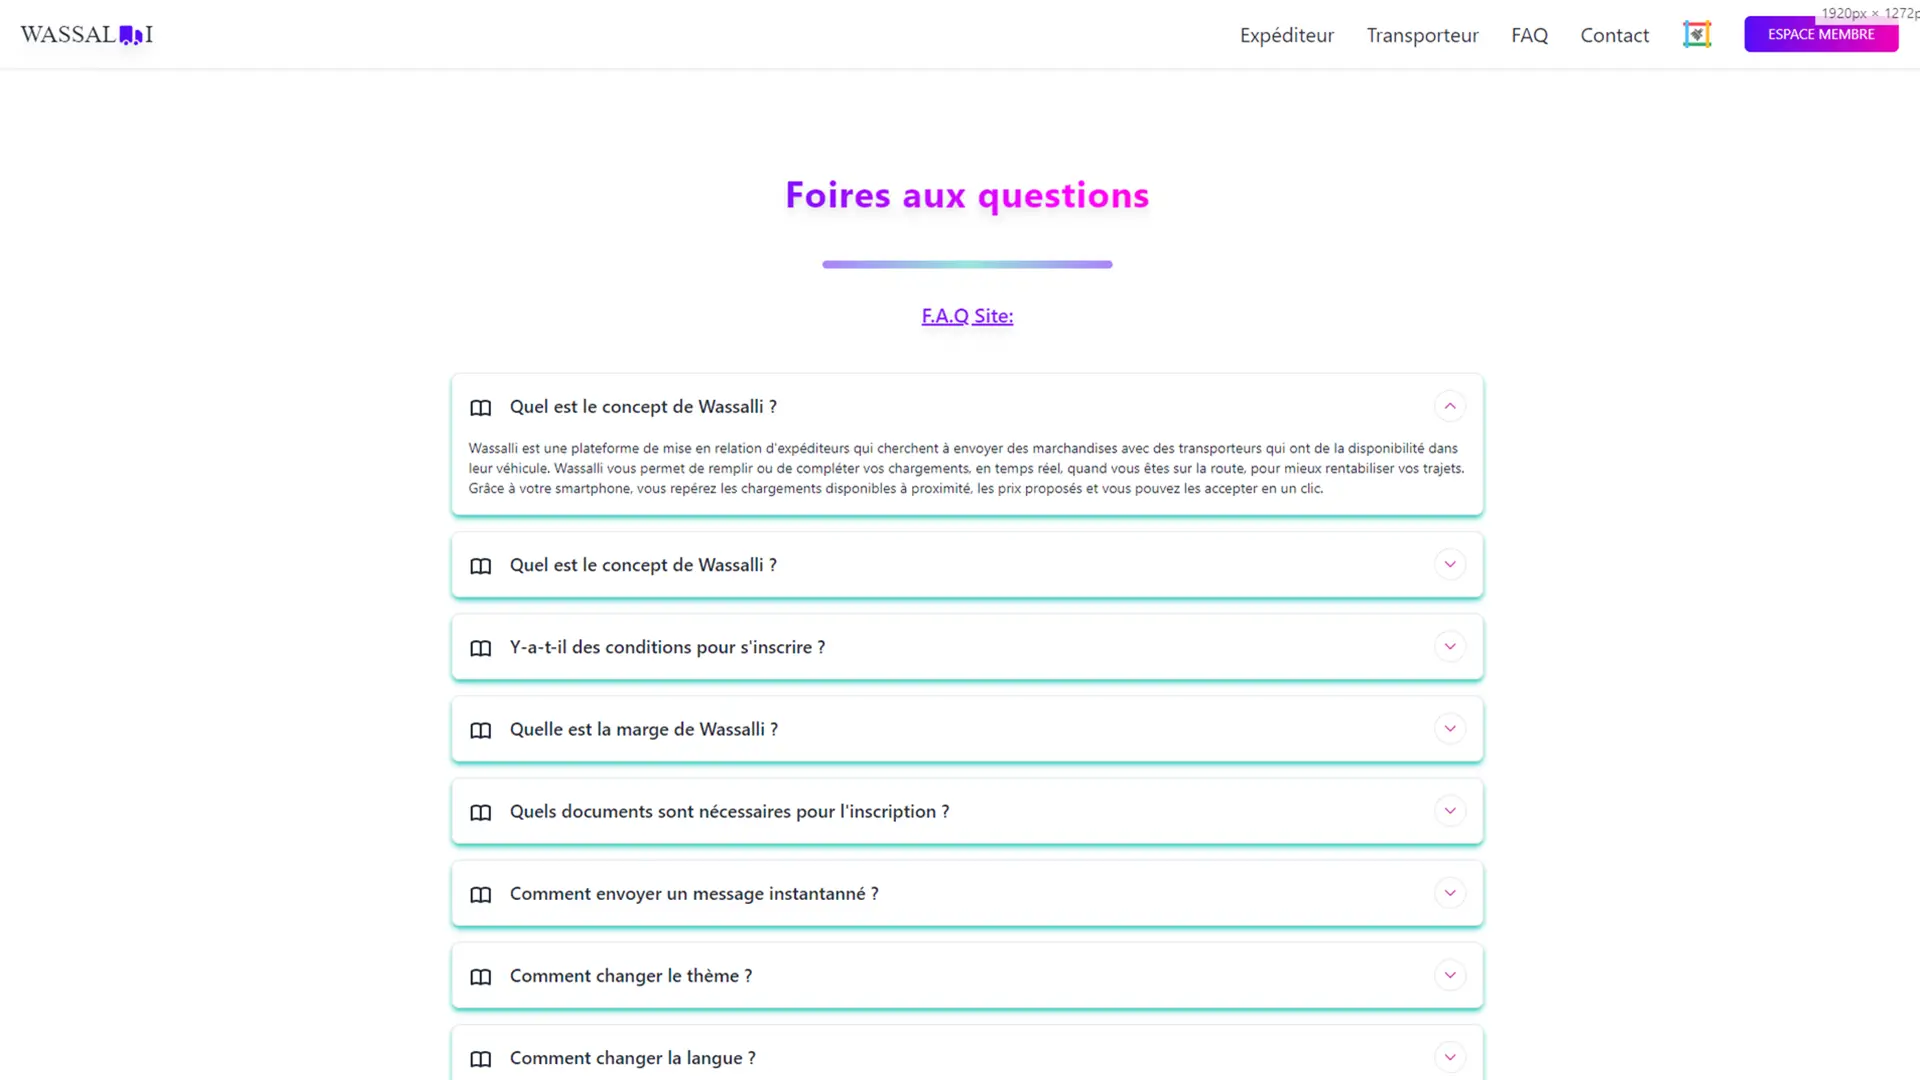 WASSALLI
Expéditeur
Transporteur
FAQ
Contact
1920px × 1272p
ESPACE MEMBRE
Foires aux questions
F.A.Q Site:
Quel est le concept de Wassalli ?
Wassalli est une plateforme de mise en relation d'expéditeurs qui cherchent à envoyer des marchandises avec des transporteurs qui ont de la disponibilité dans
leur véhicule. Wassalli vous permet de remplir ou de compléter vos chargements, en temps réel, quand vous êtes sur la route, pour mieux rentabiliser vos trajets.
Grâce à votre smartphone, vous repérez les chargements disponibles à proximité, les prix proposés et vous pouvez les accepter en un clic.
Quel est le concept de Wassalli ?
Y-a-t-il des conditions pour s'inscrire ?
Quelle est la marge de Wassalli ?
Quels documents sont nécessaires pour l'inscription ?
Comment envoyer un message instantanné ?
Comment changer le thème ?
Comment changer la langue ?